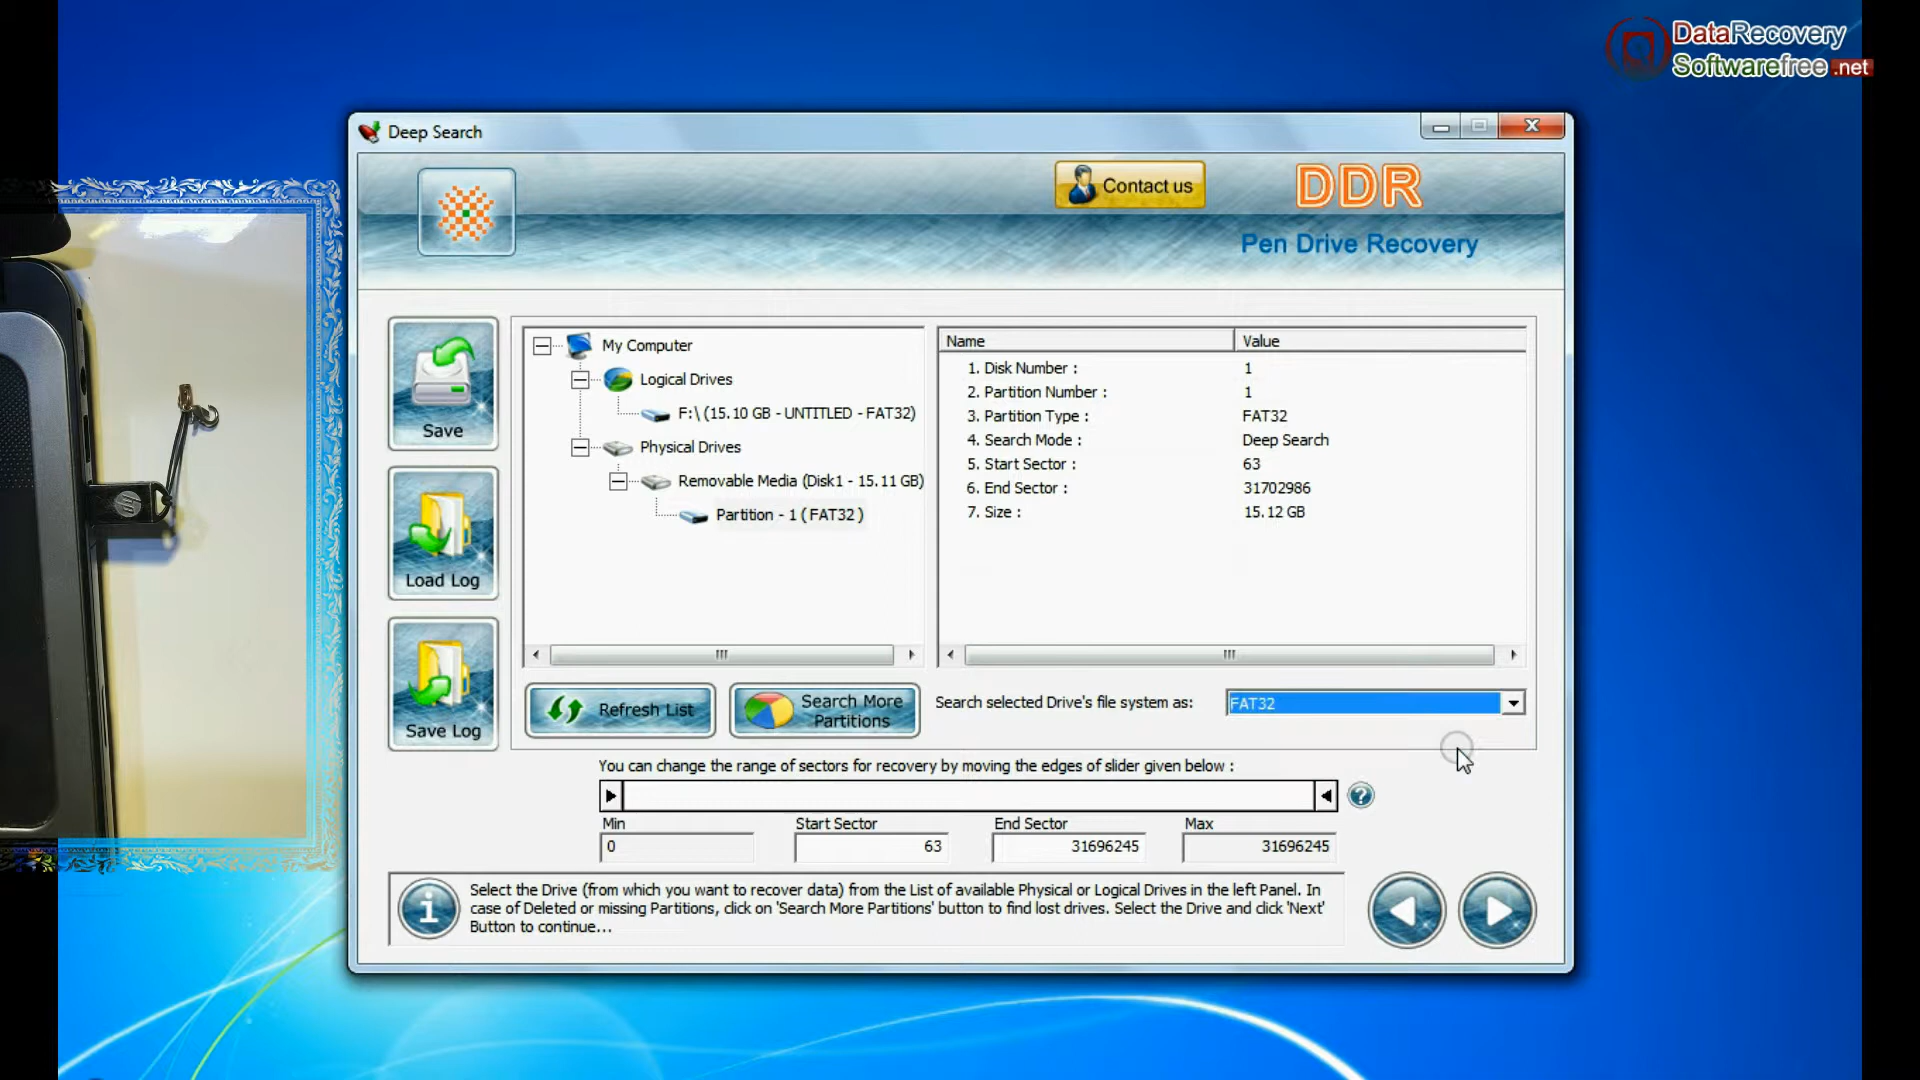 DataRecovery
Softwarefree.net
Deep Search
Contact us
DDR
Pen Drive Recovery
Save
Load Log
Save Log
My Computer
Logical Drives
F:\ (15.10 GB - UNTITLED - FAT32)
Physical Drives
Removable Media (Disk1 - 15.11 GB)
Partition - 1 ( FAT32 )
Name Value
1. Disk Number : 1
2. Partition Number : 1
3. Partition Type : FAT32
4. Search Mode : Deep Search
5. Start Sector : 63
6. End Sector : 31702986
7. Size : 15.12 GB
Refresh List
Search More
Partitions
Search selected Drive's file system as: FAT32
You can change the range of sectors for recovery by moving the edges of slider given below :
Min Start Sector End Sector Max
0 63 31696245 31696245
Select the Drive (from which you want to recover data) from the List of available Physical or Logical Drives in the left Panel. In
case of Deleted or missing Partitions, click on 'Search More Partitions' button to find lost drives. Select the Drive and click 'Next'
Button to continue...